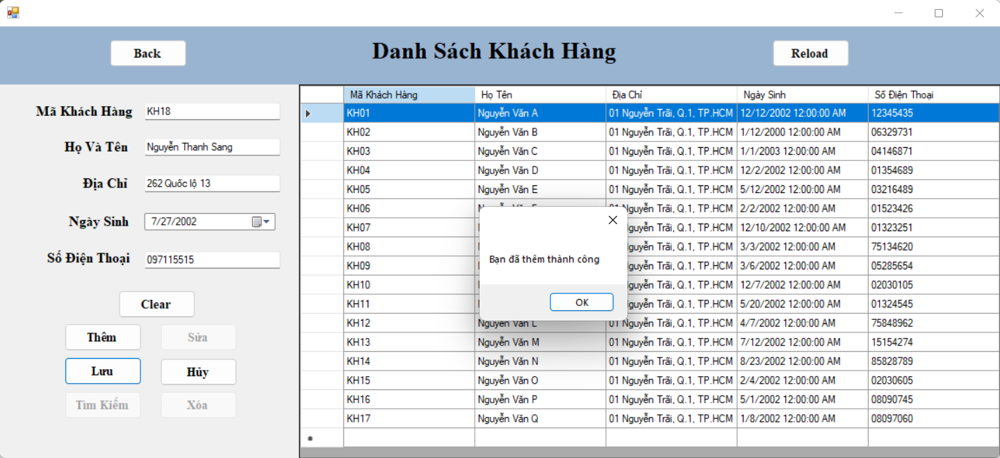 Back Danh Sách Khách Hàng Reload
Mã Khách Hàng KH18
Họ Và Tên Nguyễn Thanh Sang
Địa Chỉ 262 Quốc lộ 13
Ngày Sinh 7/27/2002
Số Điện Thoại 097115515
Clear
Thêm Sửa
Lưu Hủy
Tìm Kiếm Xóa
Mã Khách Hàng Họ Tên Địa Chỉ Ngày Sinh Số Điện Thoại
KH01 Nguyễn Văn A 01 Nguyễn Trãi, Q.1, TP.HCM 12/12/2002 12:00:00 AM 12345435
KH02 Nguyễn Văn B 01 Nguyễn Trãi, Q.1, TP.HCM 1/12/2000 12:00:00 AM 06329731
KH03 Nguyễn Văn C 01 Nguyễn Trãi, Q.1, TP.HCM 1/1/2003 12:00:00 AM 04146871
KH04 Nguyễn Văn D 01 Nguyễn Trãi, Q.1, TP.HCM 12/2/2002 12:00:00 AM 01354689
KH05 Nguyễn Văn E 01 Nguyễn Trãi, Q.1, TP.HCM 5/12/2002 12:00:00 AM 03216489
KH06 Nguyễn Trãi, Q.1, TP.HCM 2/2/2002 12:00:00 AM 01523426
KH07 Trãi, Q.1, TP.HCM 12/10/2002 12:00:00 AM 01323251
KH08 Trãi, Q.1, TP.HCM 3/3/2002 12:00:00 AM 75134620
KH09 Trãi, Q.1, TP.HCM 3/6/2002 12:00:00 AM 05285654
KH10 Trãi, Q.1, TP.HCM 12/7/2002 12:00:00 AM 02030105
KH11 Trãi, Q.1, TP.HCM 5/20/2002 12:00:00 AM 01324545
KH12 Nguyễn Văn L 01 Nguyễn Trãi, Q.1, TP.HCM 4/7/2002 12:00:00 AM 75848962
KH13 Nguyễn Văn M 01 Nguyễn Trãi, Q.1, TP.HCM 7/12/2002 12:00:00 AM 15154274
KH14 Nguyễn Văn N 01 Nguyễn Trãi, Q.1, TP.HCM 8/23/2002 12:00:00 AM 85828789
KH15 Nguyễn Văn O 01 Nguyễn Trãi, Q.1, TP.HCM 2/4/2002 12:00:00 AM 02030605
KH16 Nguyễn Văn P 01 Nguyễn Trãi, Q.1, TP.HCM 5/1/2002 12:00:00 AM 08090745
KH17 Nguyễn Văn Q 01 Nguyễn Trãi, Q.1, TP.HCM 1/8/2002 12:00:00 AM 08097060
Bạn đã thêm thành công
OK